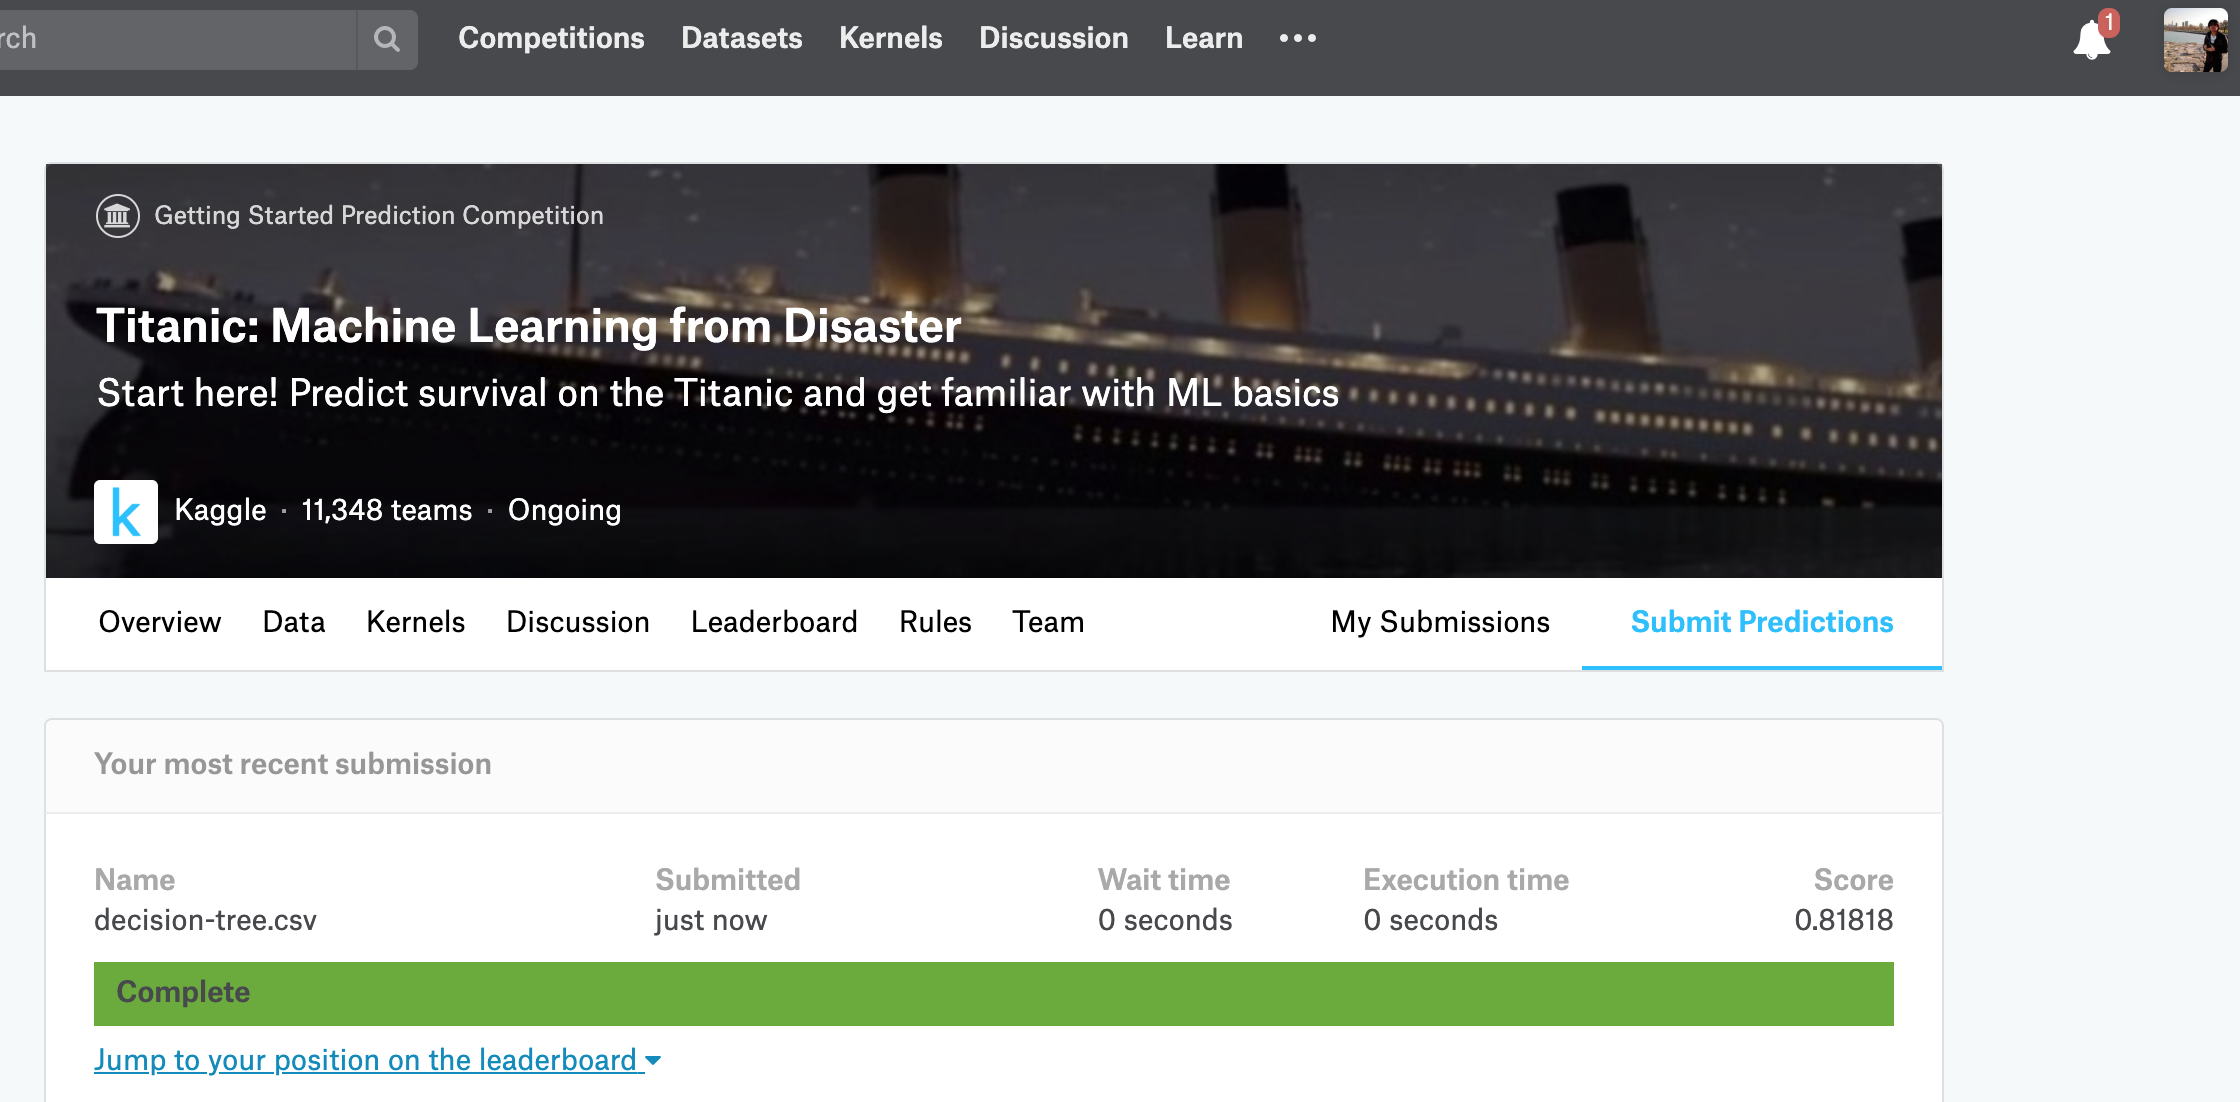 rch Competitions Datasets Kernels Discussion Learn ••• 1
Getting Started Prediction Competition
Titanic: Machine Learning from Disaster
Start here! Predict survival on the Titanic and get familiar with ML basics
k Kaggle · 11,348 teams · Ongoing
Overview Data Kernels Discussion Leaderboard Rules Team My Submissions Submit Predictions
Your most recent submission
Name Submitted Wait time Execution time Score
decision-tree.csv just now 0 seconds 0 seconds 0.81818
Complete
Jump to your position on the leaderboard